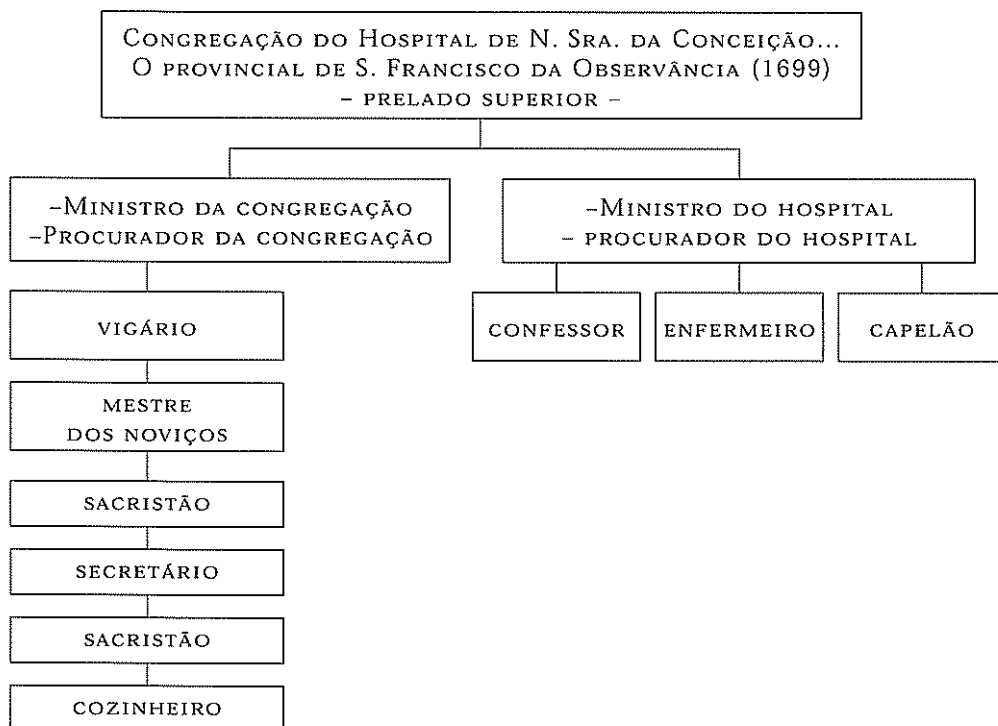 CONGREGAÇÃO DO HOSPITAL DE N. SRA. DA CONCEIÇÃO...
O PROVINCIAL DE S. FRANCISCO DA OBSERVÂNCIA (1699)
– PRELADO SUPERIOR –
–MINISTRO DA CONGREGAÇÃO
–PROCURADOR DA CONGREGAÇÃO
–MINISTRO DO HOSPITAL
– PROCURADOR DO HOSPITAL
VIGÁRIO
MESTRE
DOS NOVIÇOS
SACRISTÃO
SECRETÁRIO
SACRISTÃO
COZINHEIRO
CONFESSOR
ENFERMEIRO
CAPELÃO